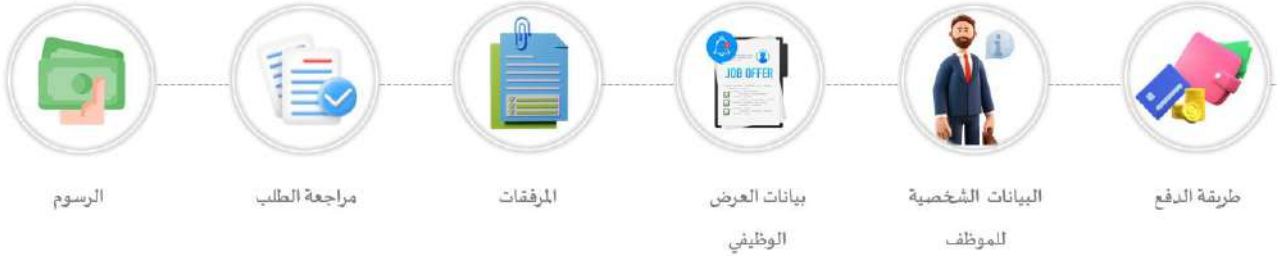 JOB OFFER
طريقة الدفع
البيانات الشخصية
للموظف
بيانات العرض
الوظيفي
المرفقات
مراجعة الطلب
الرسوم